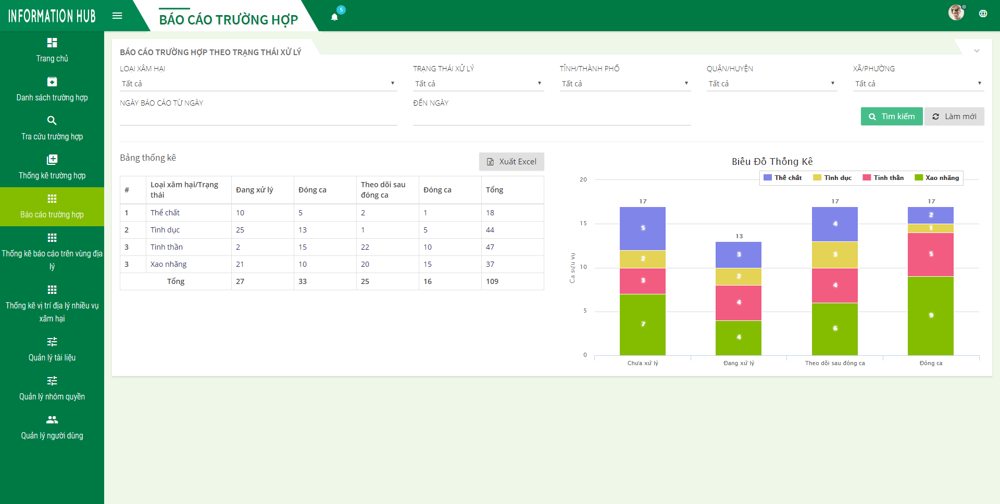 INFORMATION HUB
BÁO CÁO TRƯỜNG HỢP
5
Trang chủ
Danh sách trường hợp
Tra cứu trường hợp
Thống kê trường hợp
Báo cáo trường hợp
Thống kê báo cáo trên vùng địa
lý
Thống kê vị trí địa lý nhiều vụ
xâm hại
Quản lý tài liệu
Quản lý nhóm quyền
Quản lý người dùng
BÁO CÁO TRƯỜNG HỢP THEO TRẠNG THÁI XỬ LÝ
LOẠI XÂM HẠI TRẠNG THÁI XỬ LÝ TỈNH/THÀNH PHỐ QUẬN/HUYỆN XÃ/PHƯỜNG
Tất cả Tất cả Tất cả Tất cả Tất cả
NGÀY BÁO CÁO TỪ NGÀY ĐẾN NGÀY
Tìm kiếm Làm mới
Bảng thống kê
Xuất Excel
# Loại xâm hại/Trạng thái Đang xử lý Đóng ca Theo dõi sau đóng ca Đóng ca Tổng
1 Thể chất 10 5 2 1 18
2 Tình dục 25 13 1 5 44
3 Tinh thần 2 15 22 10 47
3 Xao nhãng 21 10 20 15 37
Tổng 27 33 25 16 109
Biểu Đồ Thống Kê
Thể chất Tình dục Tinh thần Xao nhãng
Ca sựu vụ
20
15
10
5
0
17 13 17 17
5 3 4 2
2 2 3 1
3 4 4 5
7 4 6 9
Chưa xử lý Đang xử lý Theo dõi sau đóng ca Đóng ca